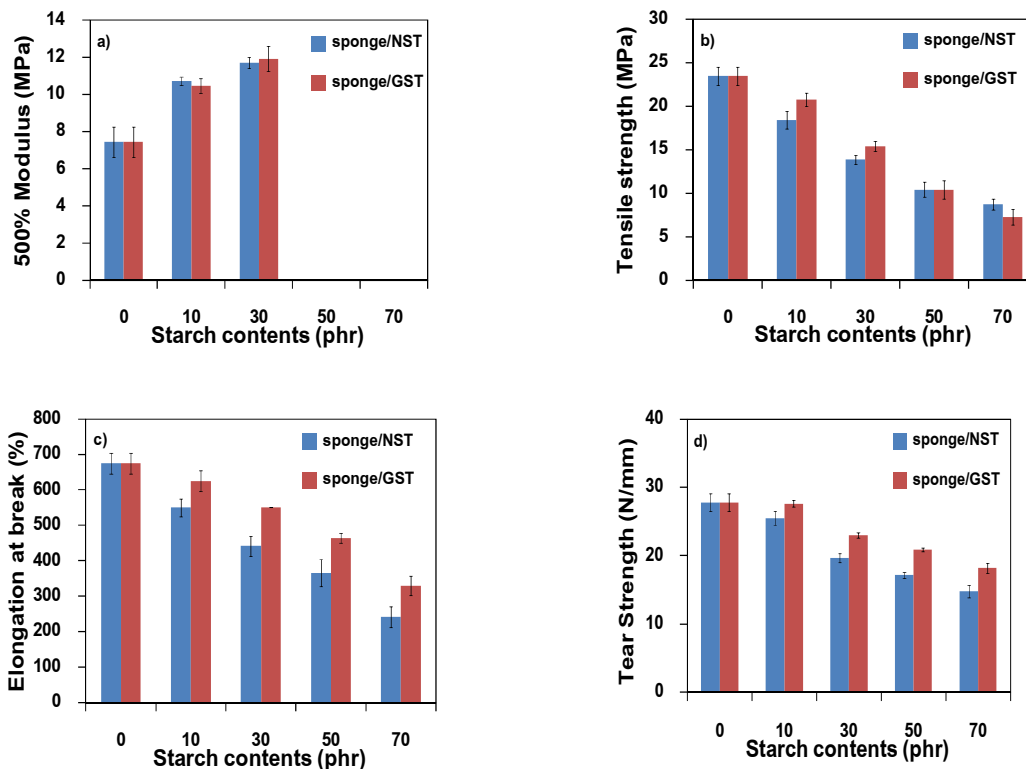 a)
sponge/NST
sponge/GST
500% Modulus (MPa)
14
12
10
8
6
4
2
0
0 10 30 50 70
Starch contents (phr)
b)
sponge/NST
sponge/GST
Tensile strength (MPa)
30
25
20
15
10
5
0
0 10 30 50 70
Starch contents (phr)
c)
sponge/NST
sponge/GST
Elongation at break (%)
800
700
600
500
400
300
200
100
0
0 10 30 50 70
Starch contents (phr)
d)
sponge/NST
sponge/GST
Tear Strength (N/mm)
40
30
20
10
0
0 10 30 50 70
Starch contents (phr)